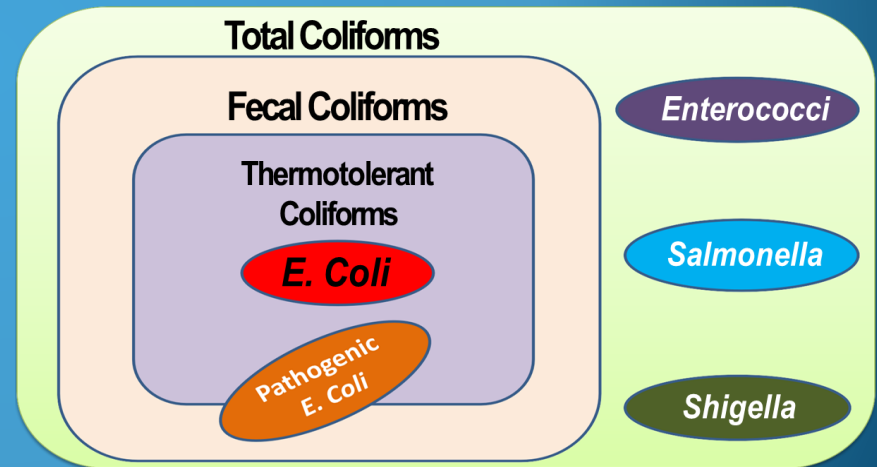 Total Coliforms
Fecal Coliforms
Thermotolerant
Coliforms
E. Coli
Pathogenic
E. Coli
Enterococci
Salmonella
Shigella